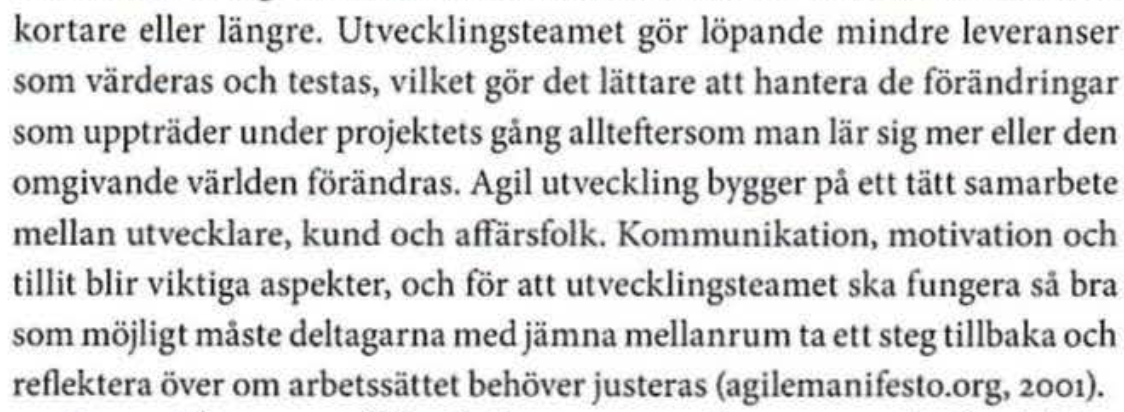 kortare eller längre. Utvecklingsteamet gör löpande mindre leveranser
som värderas och testas, vilket gör det lättare att hantera de förändringar
som uppträder under projektets gång allteftersom man lär sig mer eller den
omgivande världen förändras. Agil utveckling bygger på ett tätt samarbete
mellan utvecklare, kund och affärsfolk. Kommunikation, motivation och
tillit blir viktiga aspekter, och för att utvecklingsteamet ska fungera så bra
som möjligt måste deltagarna med jämna mellanrum ta ett steg tillbaka och
reflektera över om arbetssättet behöver justeras (agilemanifesto.org, 2001).